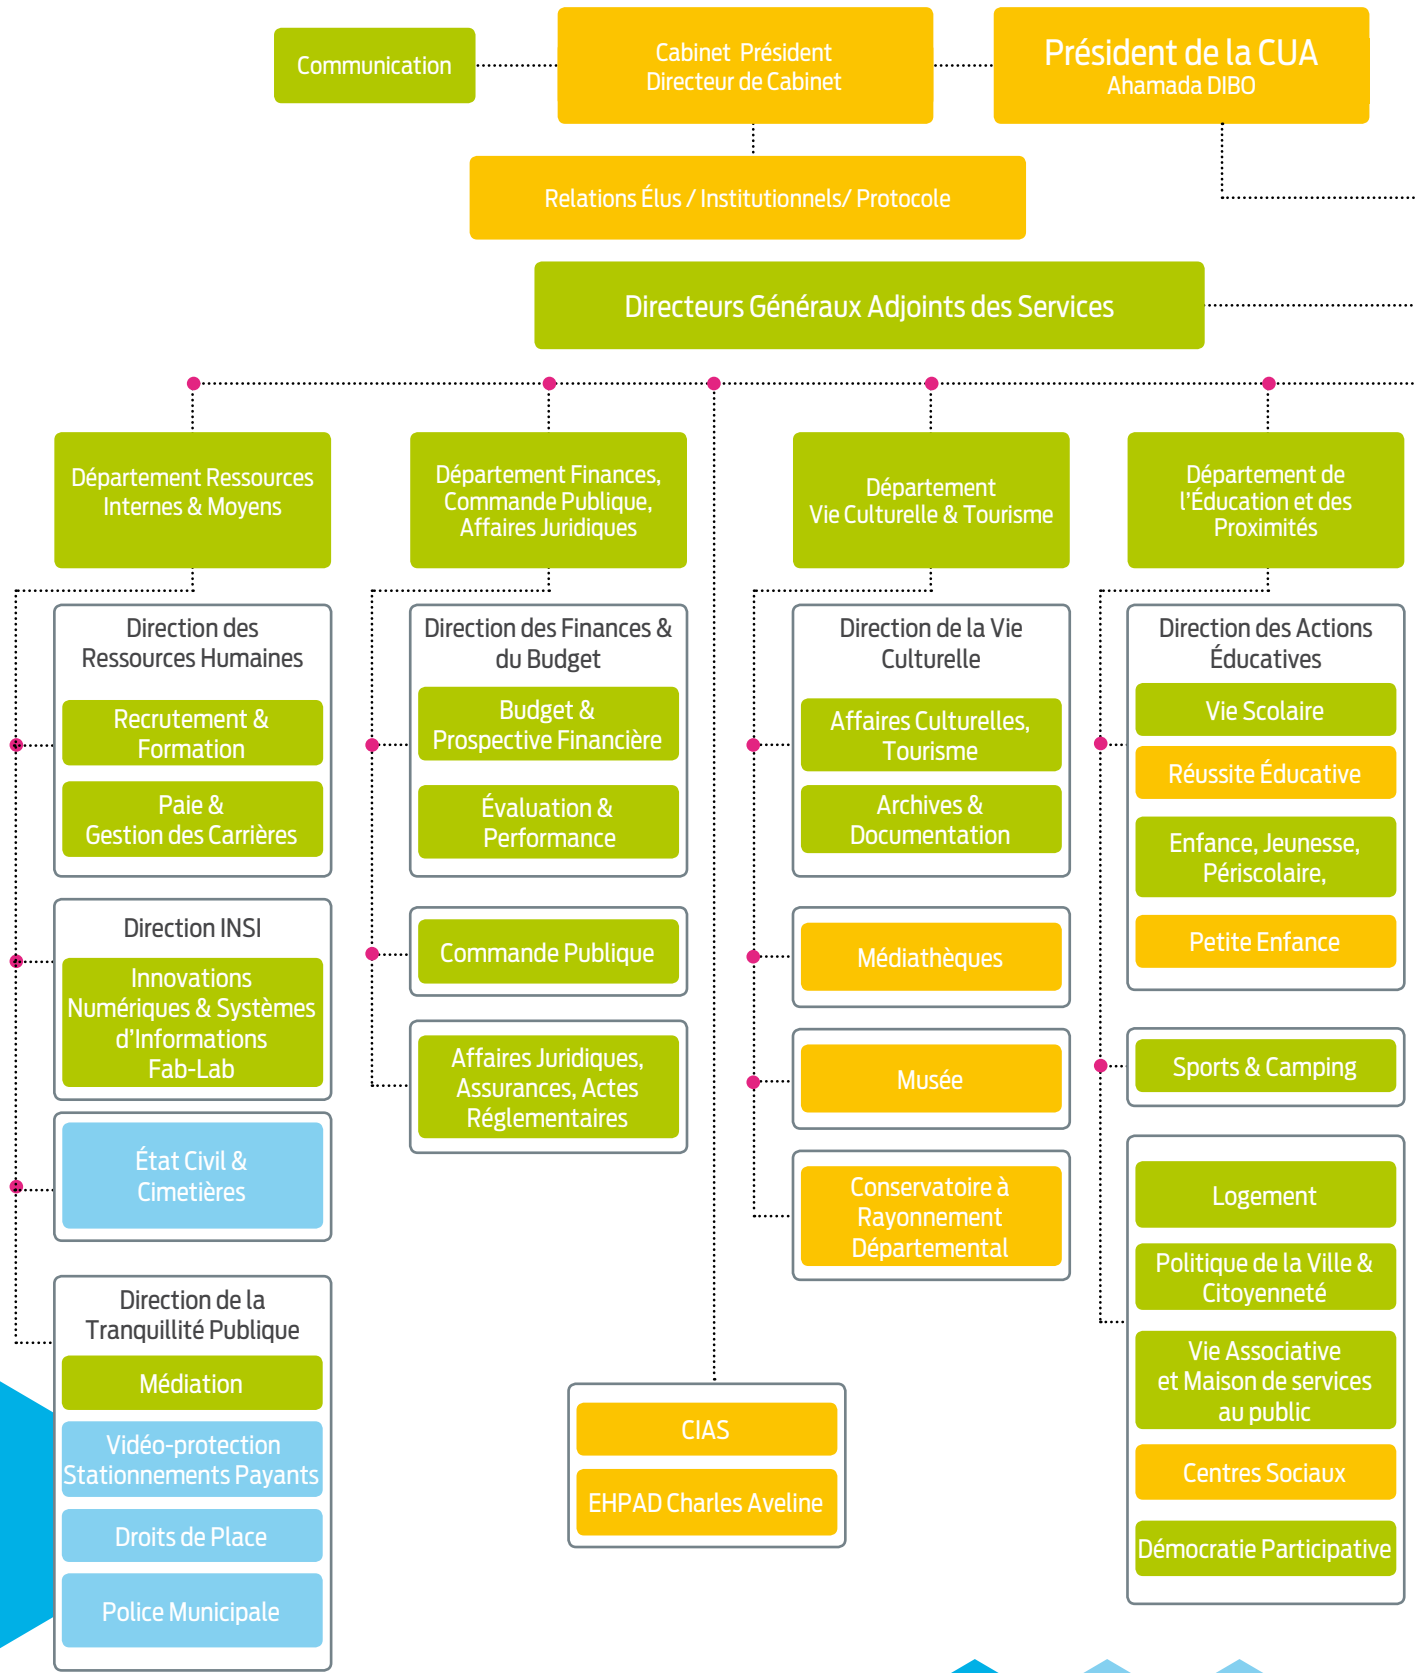 Communication
Cabinet Président
Directeur de Cabinet
Président de la CUA
Ahamada DIBO
Relations Élus / Institutionnels/ Protocole
Directeurs Généraux Adjoints des Services
Département Ressources
Internes & Moyens
Direction des
Ressources Humaines
Recrutement &
Formation
Paie &
Gestion des Carrières
Direction INSI
Innovations
Numériques & Systèmes
d'Informations
Fab-Lab
État Civil &
Cimetières
Direction de la
Tranquillité Publique
Médiation
Vidéo-protection
Stationnements Payants
Droits de Place
Police Municipale
Département Finances,
Commande Publique,
Affaires Juridiques
Direction des Finances &
du Budget
Budget &
Prospective Financière
Évaluation &
Performance
Commande Publique
Affaires Juridiques,
Assurances, Actes
Réglementaires
CIAS
EHPAD Charles Aveline
Département
Vie Culturelle & Tourisme
Direction de la Vie
Culturelle
Affaires Culturelles,
Tourisme
Archives &
Documentation
Médiathèques
Musée
Conservatoire à
Rayonnement
Départemental
Département de
l'Éducation et des
Proximités
Direction des Actions
Éducatives
Vie Scolaire
Réussite Éducative
Enfance, Jeunesse,
Périscolaire,
Petite Enfance
Sports & Camping
Logement
Politique de la Ville &
Citoyenneté
Vie Associative
et Maison de services
au public
Centres Sociaux
Démocratie Participative